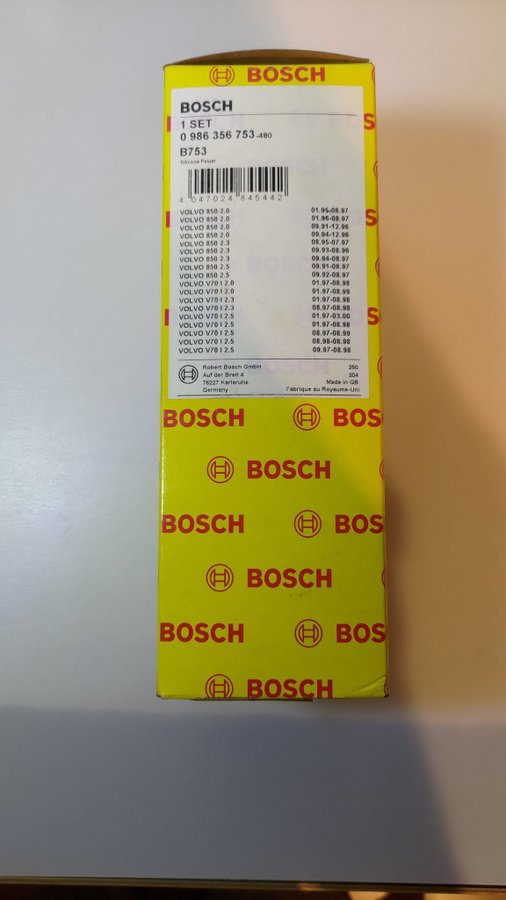 BOSCH
BOSCH
1 SET
0 986 356 753-480
B753
Silicone Power
4 047024 845442
VOLVO 850 2.0 01.95-08.97
VOLVO 850 2.0 01.96-08.97
VOLVO 850 2.0 09.91-12.96
VOLVO 850 2.0 09.94-12.96
VOLVO 850 2.3 08.95-07.97
VOLVO 850 2.3 09.93-08.96
VOLVO 850 2.3 09.94-08.97
VOLVO 850 2.5 09.91-08.97
VOLVO 850 2.5 09.92-08.97
VOLVO V70 I 2.0 01.97-08.98
VOLVO V70 I 2.0 01.97-08.99
VOLVO V70 I 2.3 01.97-08.98
VOLVO V70 I 2.3 08.97-08.98
VOLVO V70 I 2.5 01.97-03.00
VOLVO V70 I 2.5 01.97-08.98
VOLVO V70 I 2.5 08.97-08.99
VOLVO V70 I 2.5 08.98-08.98
VOLVO V70 I 2.5 09.97-08.98
Robert Bosch GmbH 260
Auf der Breit 4 204
76227 Karlsruhe Made in GB
Germany Fabrique au Royaume-Uni
BOSCH BOS
BOSCH
BOSCH BOS
BOSCH
BOSCH BOS
BOSCH